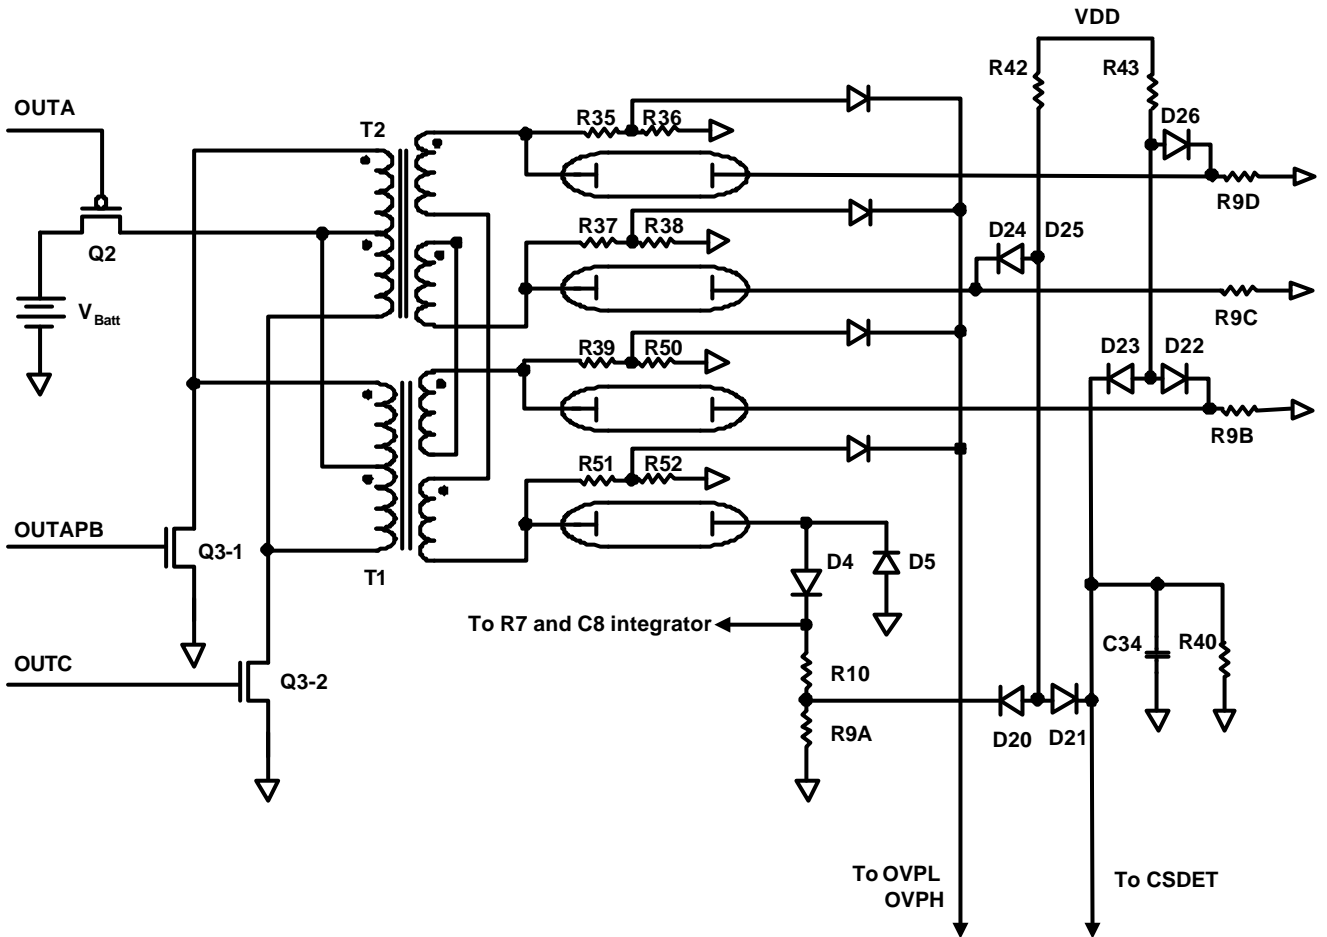 VDD
R42
R43
OUTA
T2
R35
R36
D26
Q2
R37
R38
D24
D25
R9D
V Batt
R9C
R39
R50
D23
D22
R9B
R51
R52
OUTAPB
Q3-1
T1
D4
D5
To R7 and C8 integrator
C34
R40
OUTC
Q3-2
R10
R9A
D20
D21
To OVPL
OVPH
To CSDET